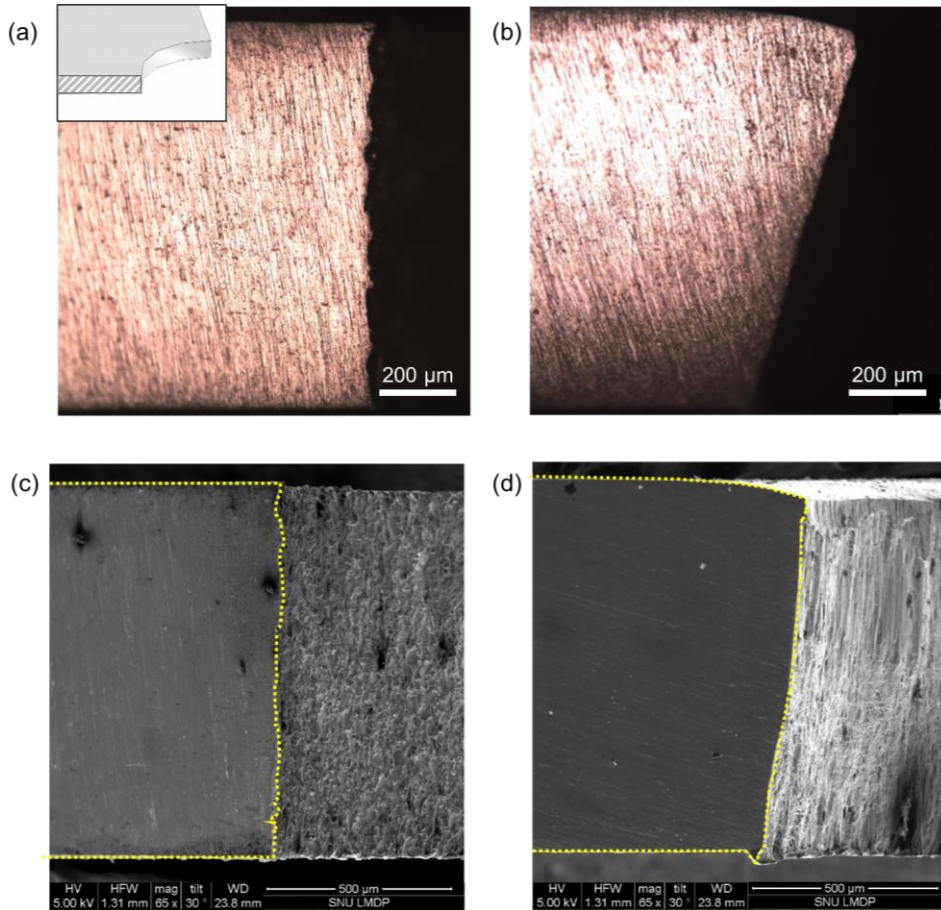 (a)
(b)
200 μm
200 μm
(c)
(d)
HV HFW mag tilt WD 500 μm
5.00 kV 1.31 mm 65 x 30 ° 23.8 mm SNU LMDP
HV HFW mag tilt WD 500 μm
5.00 kV 1.31 mm 65 x 30 ° 23.8 mm SNU LMDP